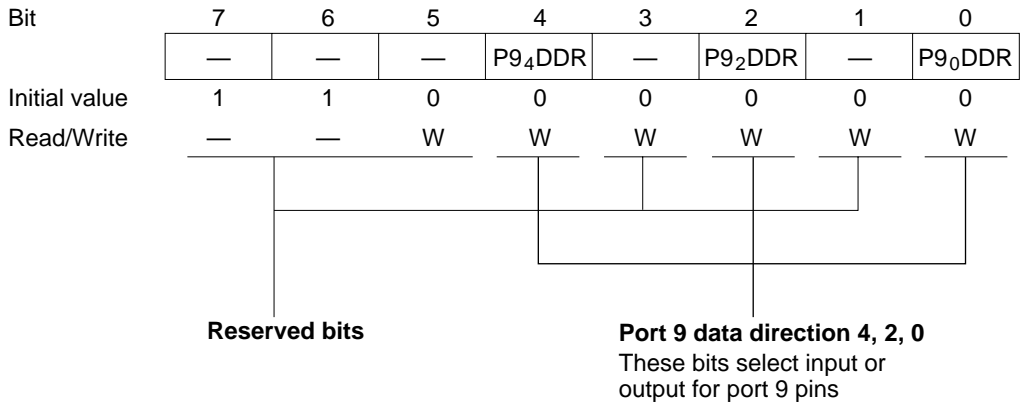 Bit 7 6 5 4 3 2 1 0
— — — P9₄DDR — P9₂DDR — P9₀DDR
Initial value 1 1 0 0 0 0 0 0
Read/Write — — W W W W W W
Reserved bits
Port 9 data direction 4, 2, 0
These bits select input or
output for port 9 pins